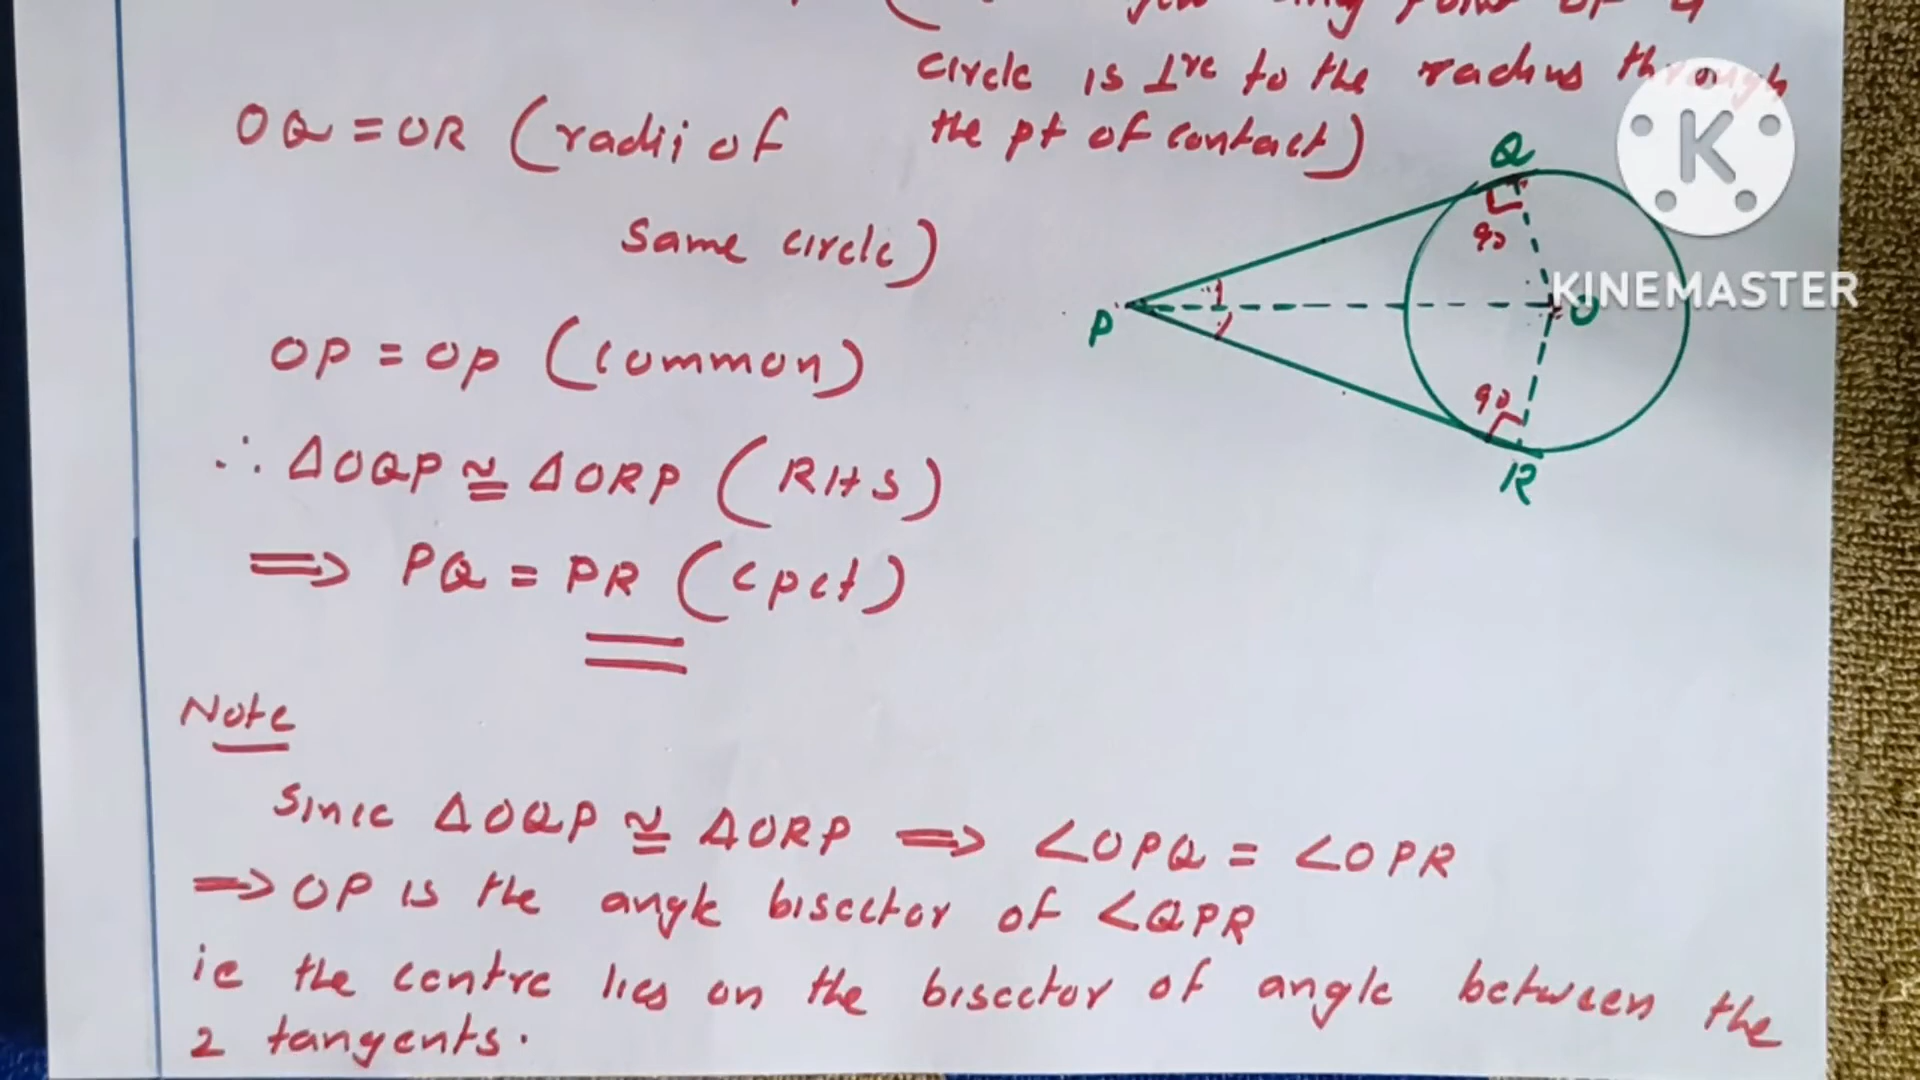 circle is ⊥re to the radius through
the pt of contact)
OQ = OR (radii of
same circle)
OP = OP (common)
∴ ΔOQP ≅ ΔORP (RHS)
⇒ PQ = PR (cpct)
Q
90
P
O
90
R
K
KINEMASTER
Note
Since ΔOQP ≅ ΔORP ⇒ ∠OPQ = ∠OPR
⇒ OP is the angle bisector of ∠QPR
ie the centre lies on the bisector of angle between the
2 tangents.